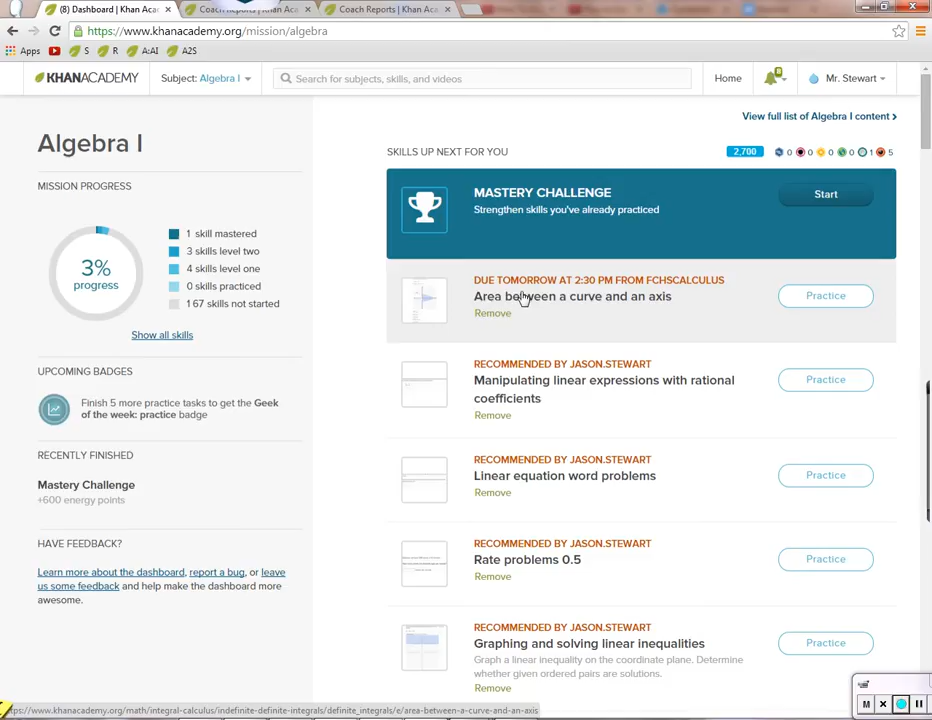 (8) Dashboard | Khan Aca
Coach Reports | Khan Aca
Coach Reports | Khan Aca
https://www.khanacademy.org/mission/algebra
Apps
S
R
A:AI
A2S
KHANACADEMY
Subject: Algebra I
Search for subjects, skills, and videos
Home
8
Mr. Stewart
View full list of Algebra I content
Algebra I
SKILLS UP NEXT FOR YOU
2,700
0
0
0
0
1
5
MISSION PROGRESS
3%
progress
1 skill mastered
3 skills level two
4 skills level one
0 skills practiced
167 skills not started
Show all skills
UPCOMING BADGES
Finish 5 more practice tasks to get the Geek
of the week: practice badge
RECENTLY FINISHED
Mastery Challenge
+600 energy points
HAVE FEEDBACK?
Learn more about the dashboard, report a bug, or leave
us some feedback and help make the dashboard more
awesome.
MASTERY CHALLENGE
Strengthen skills you've already practiced
Start
DUE TOMORROW AT 2:30 PM FROM FCHSCALCULUS
Area between a curve and an axis
Remove
Practice
RECOMMENDED BY JASON.STEWART
Manipulating linear expressions with rational
coefficients
Remove
Practice
RECOMMENDED BY JASON.STEWART
Linear equation word problems
Remove
Practice
RECOMMENDED BY JASON.STEWART
Rate problems 0.5
Remove
Practice
RECOMMENDED BY JASON.STEWART
Graphing and solving linear inequalities
Graph a linear inequality on the coordinate plane. Determine
whether given ordered pairs are solutions.
Remove
Practice
ttps://www.khanacademy.org/math/integral-calculus/indefinite-definite-integrals/definite_integrals/e/area-between-a-curve-and-an-axis
M